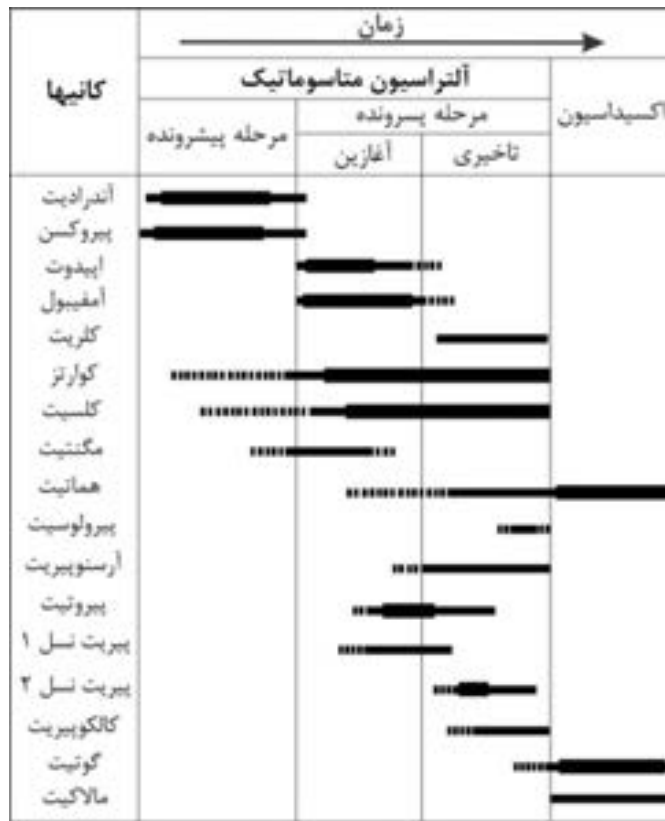 زمان
کانیها
آلتراسیون متاسوماتیک
اکسیداسیون
مرحله پیشرونده
مرحله پسرونده
آغازین
تاخیری
آندرادیت
پیروکسن
اپیدوت
آمفیبول
کلریت
کوارتز
کلسیت
مگنتیت
هماتیت
پیرولوسیت
آرسنوپیریت
پیروتیت
پیریت نسل ۱
پیریت نسل ۲
کالکوپیریت
گوتیت
مالاکیت